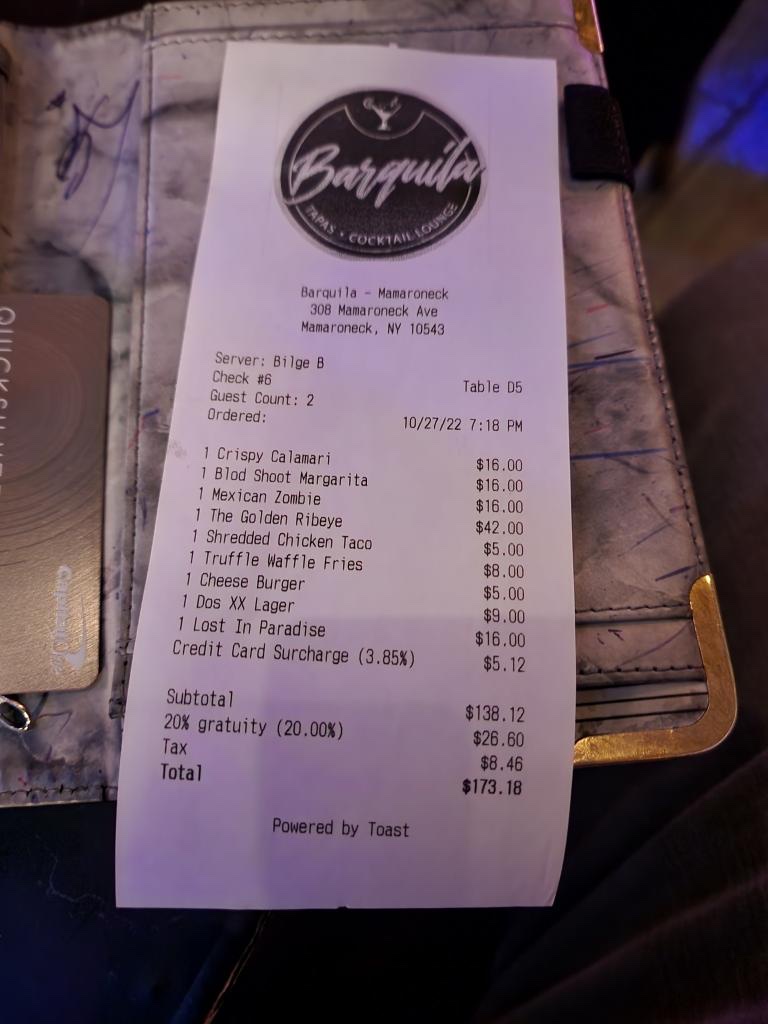 Barquila
TAPAS • COCKTAIL LOUNGE
Barquila - Mamaroneck
308 Mamaroneck Ave
Mamaroneck, NY 10543
Server: Bilge B
Check #6 Table D5
Guest Count: 2
Ordered: 10/27/22 7:18 PM
1 Crispy Calamari $16.00
1 Blod Shoot Margarita $16.00
1 Mexican Zombie $16.00
1 The Golden Ribeye $42.00
1 Shredded Chicken Taco $5.00
1 Truffle Waffle Fries $8.00
1 Cheese Burger $5.00
1 Dos XX Lager $9.00
1 Lost In Paradise $16.00
Credit Card Surcharge (3.85%) $5.12
Subtotal $138.12
20% gratuity (20.00%) $26.60
Tax $8.46
Total $173.18
Powered by Toast